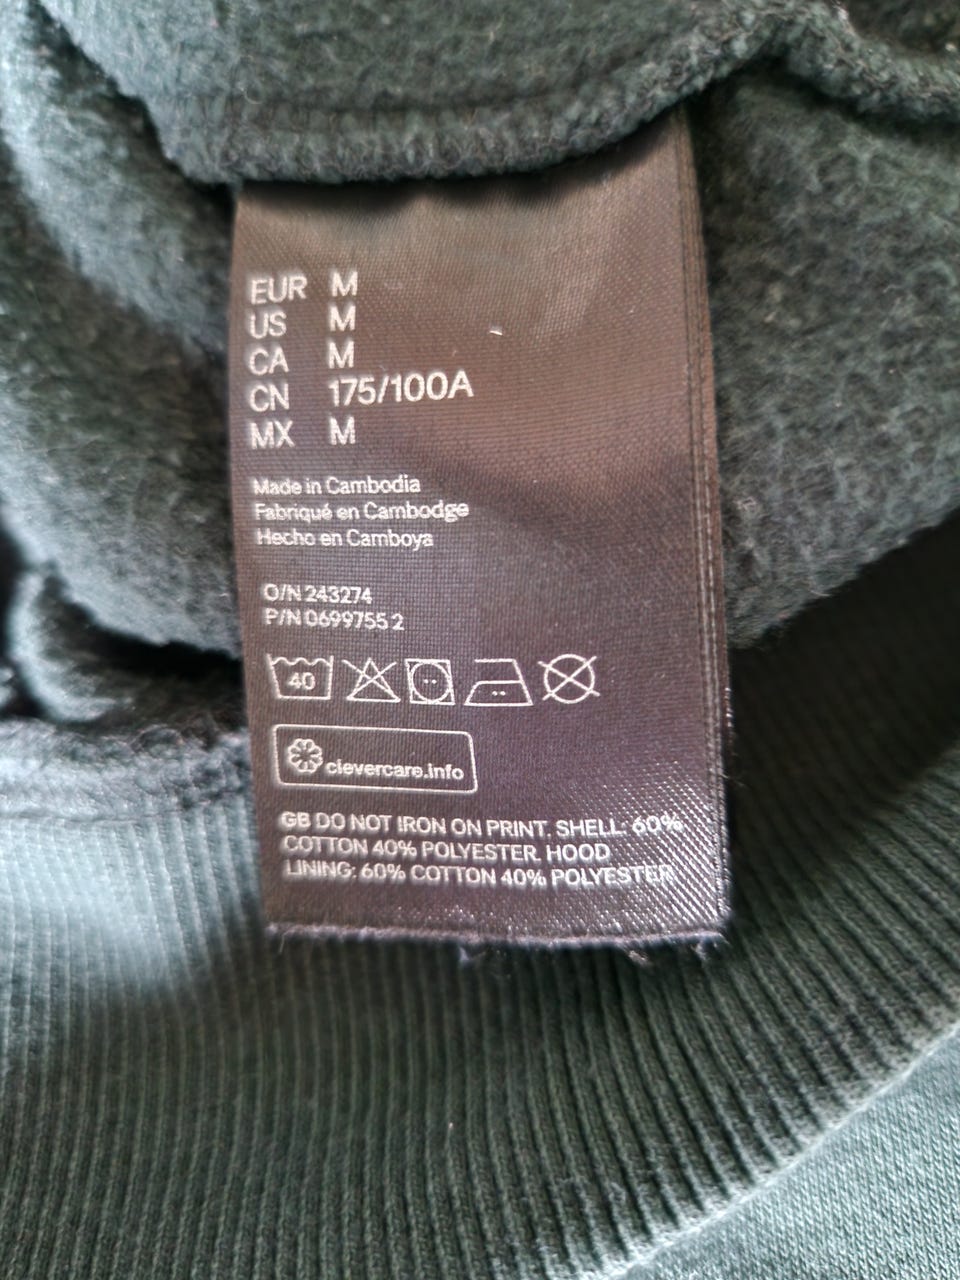 EUR M
US M
CA M
CN 175/100A
MX M
Made in Cambodia
Fabriqué en Cambodge
Hecho en Camboya
O/N 243274
P/N 0699755 2
40
clevercare.info
GB DO NOT IRON ON PRINT. SHELL: 60%
COTTON 40% POLYESTER. HOOD
LINING: 60% COTTON 40% POLYESTER